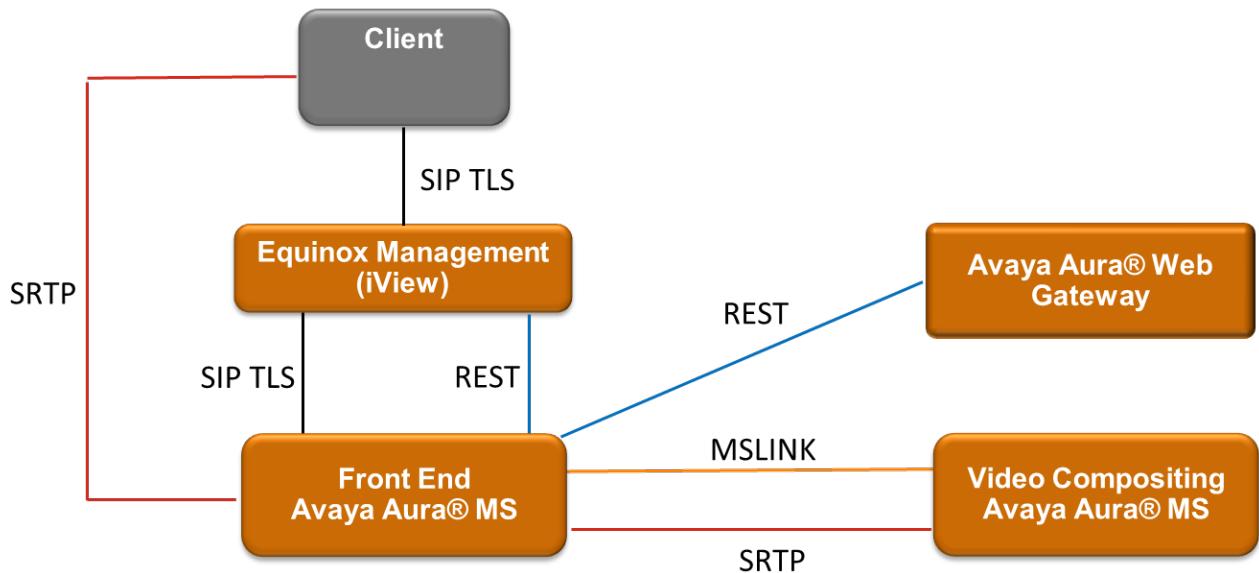 Client
SIP TLS
Equinox Management
(iView)
Avaya Aura® Web
Gateway
SRTP
REST
SIP TLS
REST
MSLINK
Front End
Avaya Aura® MS
Video Compositing
Avaya Aura® MS
SRTP